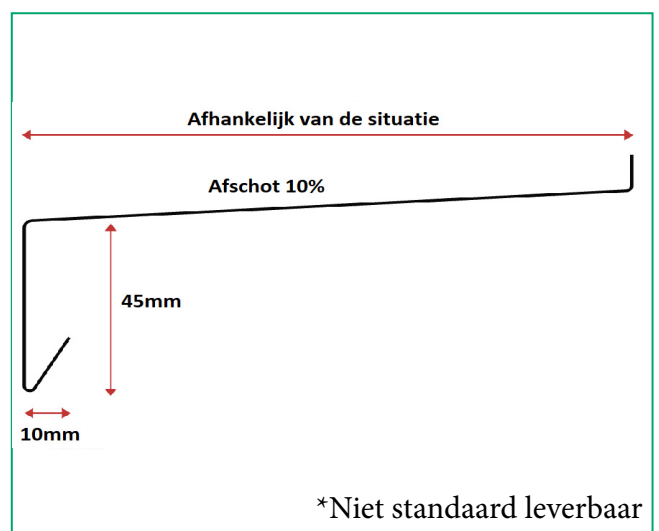 Afhankelijk van de situatie
Afschot 10%
45mm
10mm
*Niet standaard leverbaar